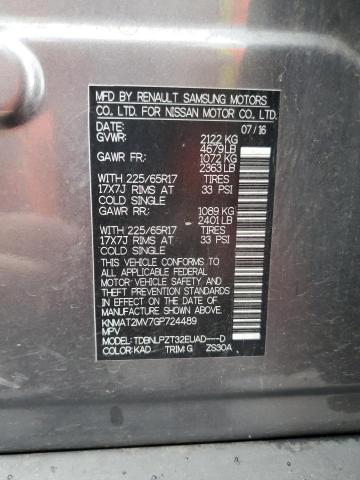 MFD BY RENAULT SAMSUNG MOTORS
CO. LTD. FOR NISSAN MOTOR CO. LTD.
DATE: 07/16
GVWR: 2122 KG
4679 LB
GAWR FR: 1072 KG
2363 LB
WITH 225/65R17 TIRES
17X7J RIMS AT 33 PSI
COLD SINGLE
GAWR RR: 1089 KG
2401 LB
WITH 225/65R17 TIRES
17X7J RIMS AT 33 PSI
COLD SINGLE
THIS VEHICLE CONFORMS TO ALL
APPLICABLE FEDERAL MOTOR
VEHICLE SAFETY STANDARDS
IN EFFECT ON THE DATE OF
MANUFACTURE SHOWN ABOVE.
KNMAT2MV7GP724489
MPV
MODEL: TDBNLPZT32EUAD----D
COLOR: KAD TRIM G ZS30A